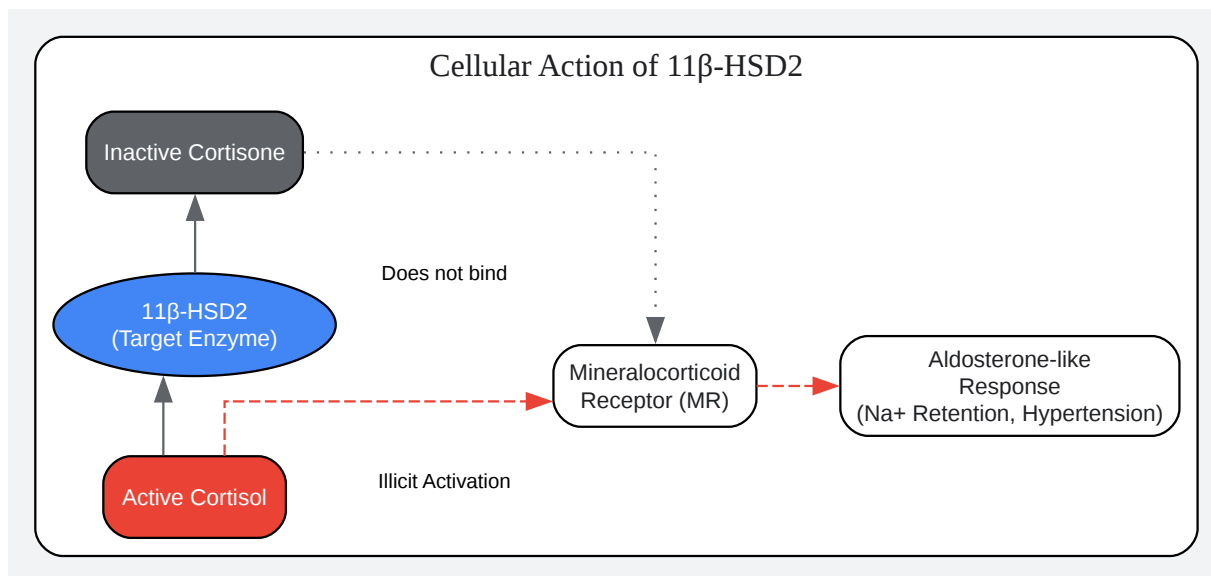 Cellular Action of 11β-HSD2
Inactive Cortisone
Does not bind
11β-HSD2
(Target Enzyme)
Mineralocorticoid
Receptor (MR)
Aldosterone-like
Response
(Na+ Retention, Hypertension)
Active Cortisol
Illicit Activation